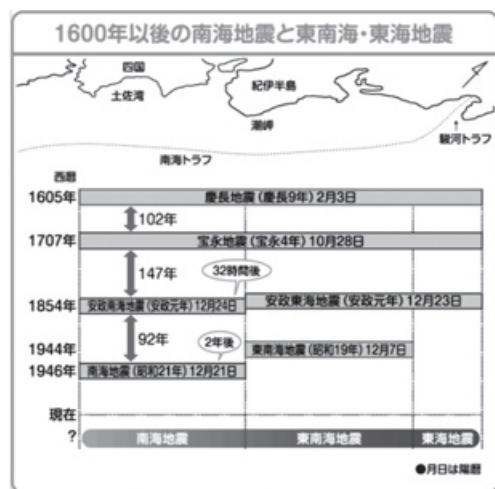 1600年以後の南海地震と東南海・東海地震
四国
土佐湾
紀伊半島
潮岬
駿河トラフ
南海トラフ
西暦
1605年
慶長地震(慶長9年)2月3日
102年
1707年
宝永地震(宝永4年)10月28日
147年
32時間後
1854年
安政南海地震(安政元年)12月24日
安政東海地震(安政元年)12月23日
92年
2年後
1944年
東南海地震(昭和19年)12月7日
1946年
南海地震(昭和21年)12月21日
現在
?
南海地震
東南海地震
東海地震
●月日は陽暦